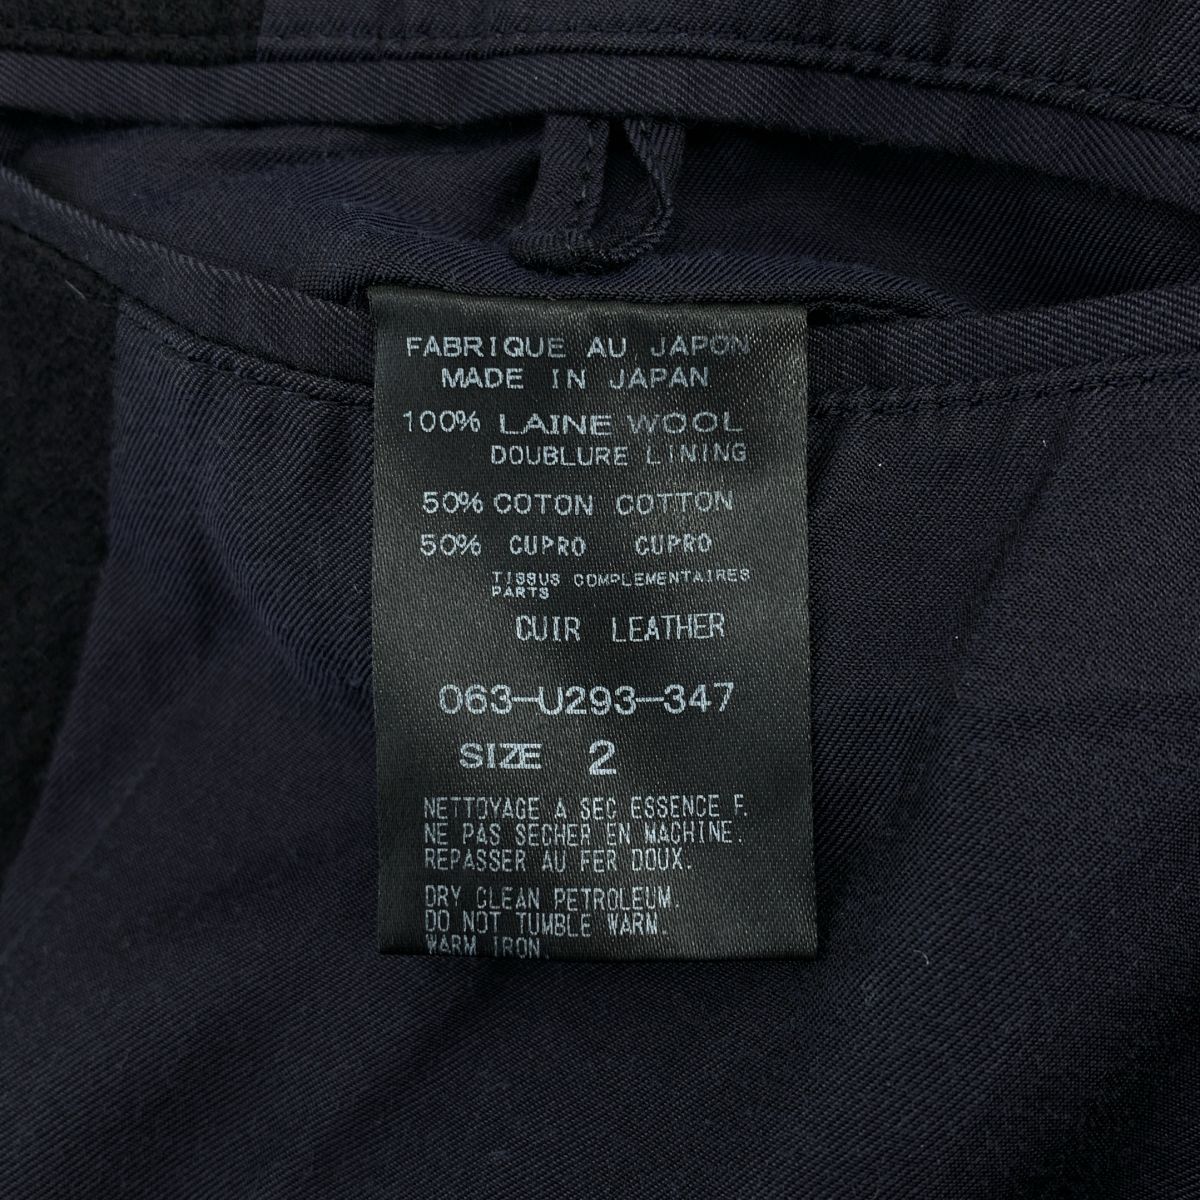 FABRIQUE AU JAPON
MADE IN JAPAN
100% LAINE WOOL
DOUBLURE LINING
50% COTON COTTON
50% CUPRO CUPRO
TISSUS COMPLEMENTAIRES
PARTS
CUIR LEATHER
063-U293-347
SIZE 2
NETTOYAGE A SEC ESSENCE F.
NE PAS SECHER EN MACHINE.
REPASSER AU FER DOUX.
DRY CLEAN PETROLEUM.
DO NOT TUMBLE WARM.
WARM IRON.